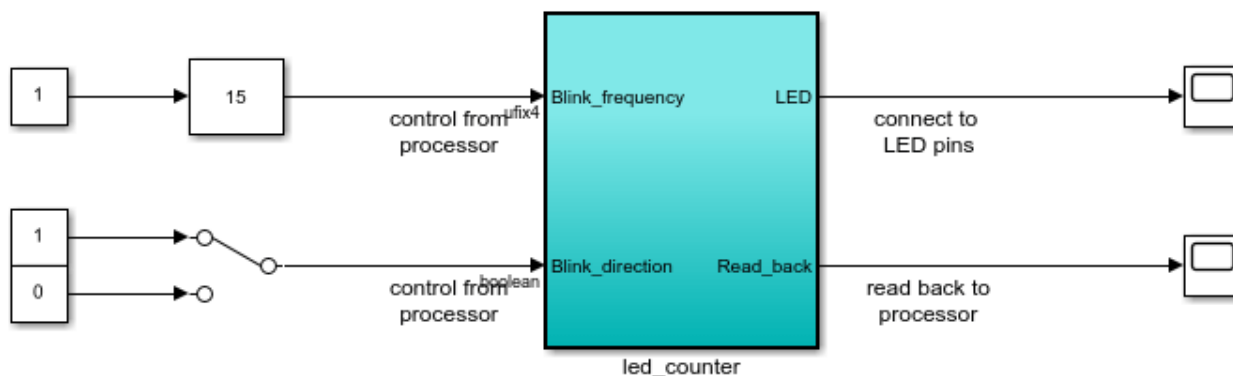 1
15
control from
processor
ufix4
Blink_frequency
LED
connect to
LED pins
1
0
control from
processor
boolean
Blink_direction
Read_back
read back to
processor
led_counter